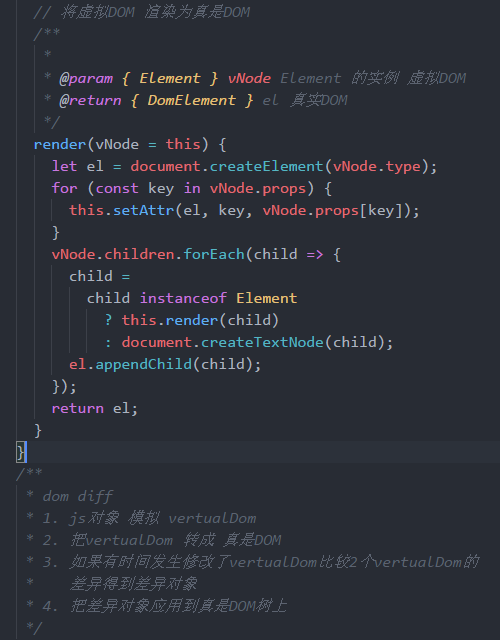 // 将虚拟DOM 渲染为真是DOM
/**
 *
 * @param { Element } vNode Element 的实例 虚拟DOM
 * @return { DomElement } el 真实DOM
 */
render(vNode = this) {
let el = document.createElement(vNode.type);
for (const key in vNode.props) {
this.setAttr(el, key, vNode.props[key]);
}
vNode.children.forEach(child => {
child =
child instanceof Element
? this.render(child)
: document.createTextNode(child);
el.appendChild(child);
});
return el;
}
}
/**
 * dom diff
 * 1. js对象 模拟 vertualDom
 * 2. 把vertualDom 转成 真是DOM
 * 3. 如果有时间发生修改了vertualDom比较2个vertualDom的
 * 差异得到差异对象
 * 4. 把差异对象应用到真是DOM树上
 */